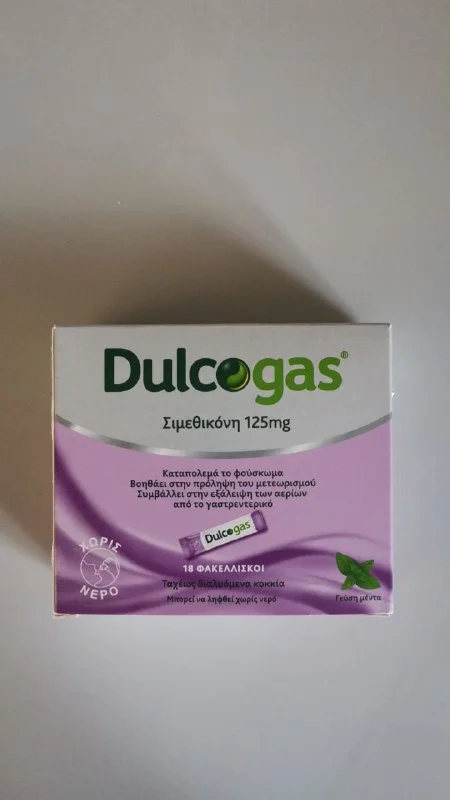 Dulcogas®
Σιμεθικόνη 125mg
Καταπολεμά το φούσκωμα
Βοηθάει στην πρόληψη του μετεωρισμού
Συμβάλλει στην εξάλειψη των αερίων
από το γαστρεντερικό
Dulcogas
18 ΦΑΚΕΛΛΙΣΚΟΙ
Ταχέως διαλυόμενα κοκκία
Μπορεί να ληφθεί χωρίς νερό
ΧΩΡΙΣ
ΝΕΡΟ
Γεύση μέντα